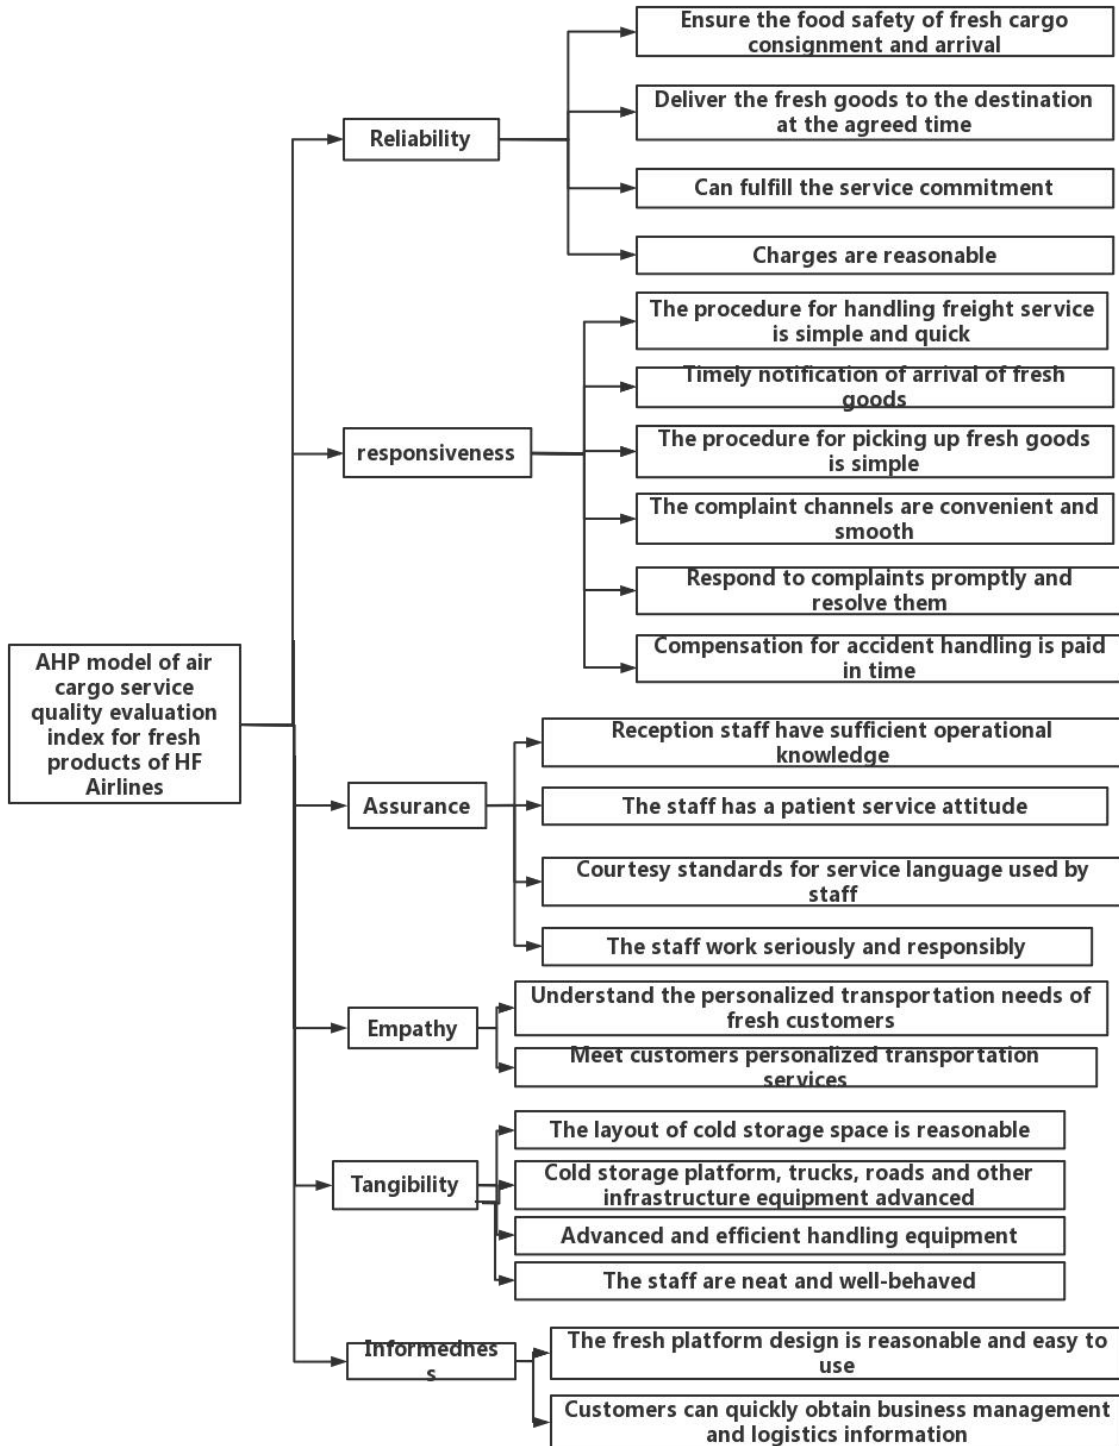 Ensure the food safety of fresh cargo
consignment and arrival
Deliver the fresh goods to the destination
at the agreed time
Reliability
Can fulfill the service commitment
Charges are reasonable
The procedure for handling freight service
is simple and quick
Timely notification of arrival of fresh
goods
responsiveness
The procedure for picking up fresh goods
is simple
The complaint channels are convenient and
smooth
Respond to complaints promptly and
resolve them
Compensation for accident handling is paid
in time
AHP model of air
cargo service
quality evaluation
index for fresh
products of HF
Airlines
Reception staff have sufficient operational
knowledge
Assurance
The staff has a patient service attitude
Courtesy standards for service language used by
staff
The staff work seriously and responsibly
Empathy
Understand the personalized transportation needs of
fresh customers
Meet customers personalized transportation
services
Tangibility
The layout of cold storage space is reasonable
Cold storage platform, trucks, roads and other
infrastructure equipment advanced
Advanced and efficient handling equipment
The staff are neat and well-behaved
Informednes
s
The fresh platform design is reasonable and easy to
use
Customers can quickly obtain business management
and logistics information